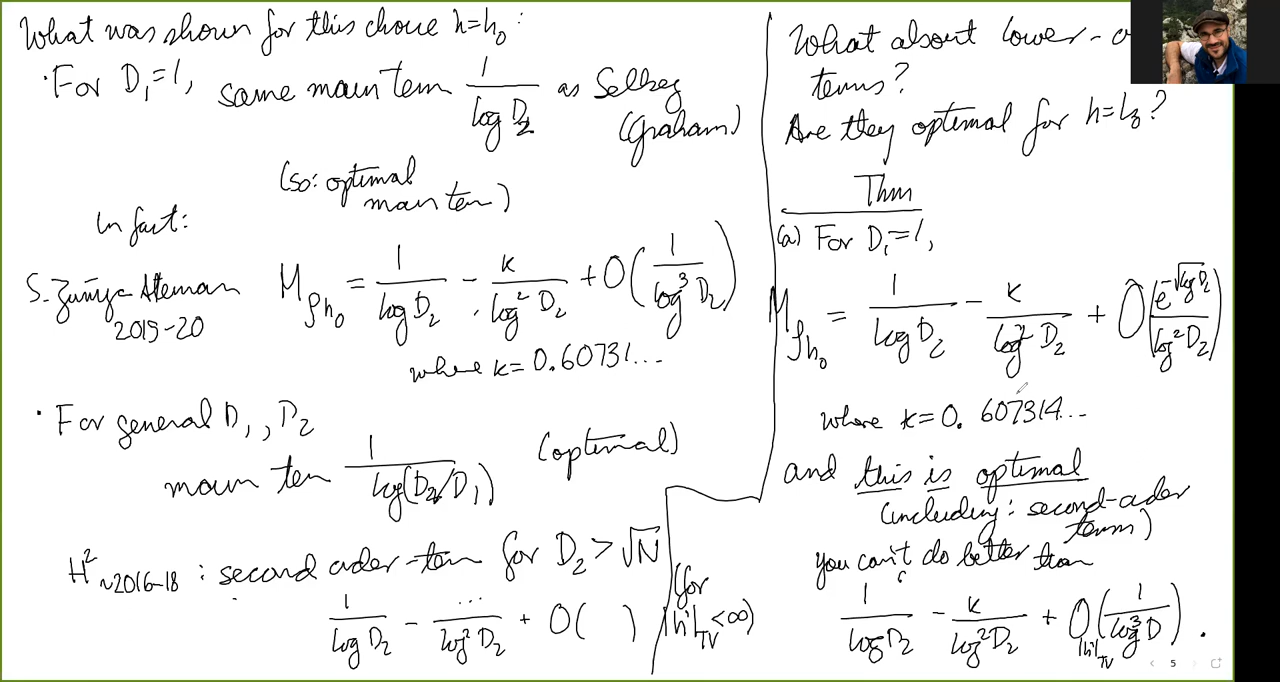 What was shown for this choice h=h₀:
· For D₁=1, same main term 1/log D₂ as Selberg
(Graham)
(so: optimal
main term)
In fact:
S. Zuniga Alterman
2019-20
M_{ρ h₀} = 1/log D₂ - κ/log² D₂ + O(1/log³ D₂)
where κ = 0.60731...
· For general D₁, D₂
main term 1/log(D₂/D₁) (optimal)
H² ~2016-18 : second order-term for D₂ > √N
1/log D₂ - .../log² D₂ + O( )
(for
|h'|_TV < ∞)
What about lower-o
terms?
Are they optimal for h=h₀?
Thm
(a) For D₁=1,
M_{ρ h₀} = 1/log D₂ - κ/log² D₂ + O(e^{-√log D₂}/log² D₂)
where κ = 0.607314...
and this is optimal
(including: second-order
terms)
you can't do better than
1/log D₂ - κ/log² D₂ + O_{|h'|_TV}(1/log³ D).
5